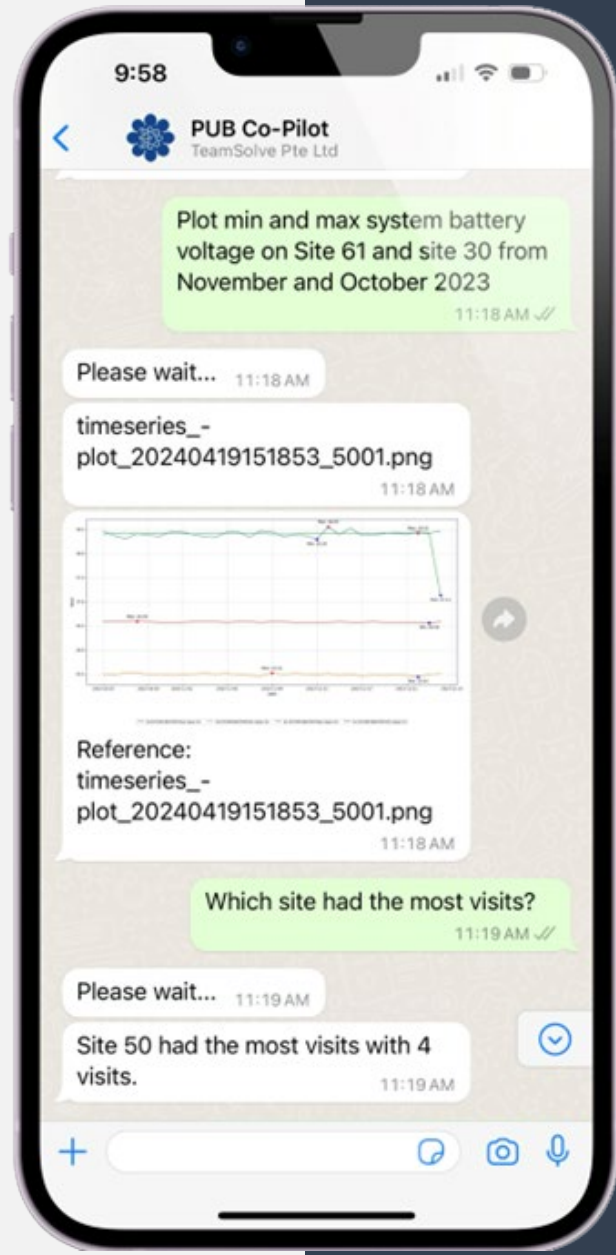 9:58
PUB Co-Pilot
TeamSolve Pte Ltd
Plot min and max system battery
voltage on Site 61 and site 30 from
November and October 2023
11:18 AM
Please wait...
11:18 AM
timeseries_-
plot_20240419151853_5001.png
11:18 AM
Reference:
timeseries_-
plot_20240419151853_5001.png
11:18 AM
Which site had the most visits?
11:19 AM
Please wait...
11:19 AM
Site 50 had the most visits with 4
visits.
11:19 AM